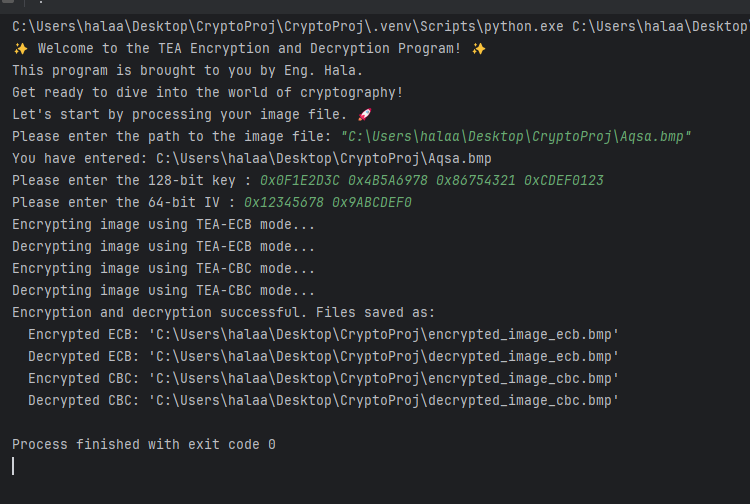 C:\Users\halaa\Desktop\CryptoProj\CryptoProj\.venv\Scripts\python.exe C:\Users\halaa\Desktop\
✨ Welcome to the TEA Encryption and Decryption Program! ✨
This program is brought to you by Eng. Hala.
Get ready to dive into the world of cryptography!
Let's start by processing your image file. 🚀
Please enter the path to the image file: "C:\Users\halaa\Desktop\CryptoProj\Aqsa.bmp"
You have entered: C:\Users\halaa\Desktop\CryptoProj\Aqsa.bmp
Please enter the 128-bit key : 0x0F1E2D3C 0x4B5A6978 0x86754321 0xCDEF0123
Please enter the 64-bit IV : 0x12345678 0x9ABCDEF0
Encrypting image using TEA-ECB mode...
Decrypting image using TEA-ECB mode...
Encrypting image using TEA-CBC mode...
Decrypting image using TEA-CBC mode...
Encryption and decryption successful. Files saved as:
  Encrypted ECB: 'C:\Users\halaa\Desktop\CryptoProj\encrypted_image_ecb.bmp'
  Decrypted ECB: 'C:\Users\halaa\Desktop\CryptoProj\decrypted_image_ecb.bmp'
  Encrypted CBC: 'C:\Users\halaa\Desktop\CryptoProj\encrypted_image_cbc.bmp'
  Decrypted CBC: 'C:\Users\halaa\Desktop\CryptoProj\decrypted_image_cbc.bmp'
Process finished with exit code 0